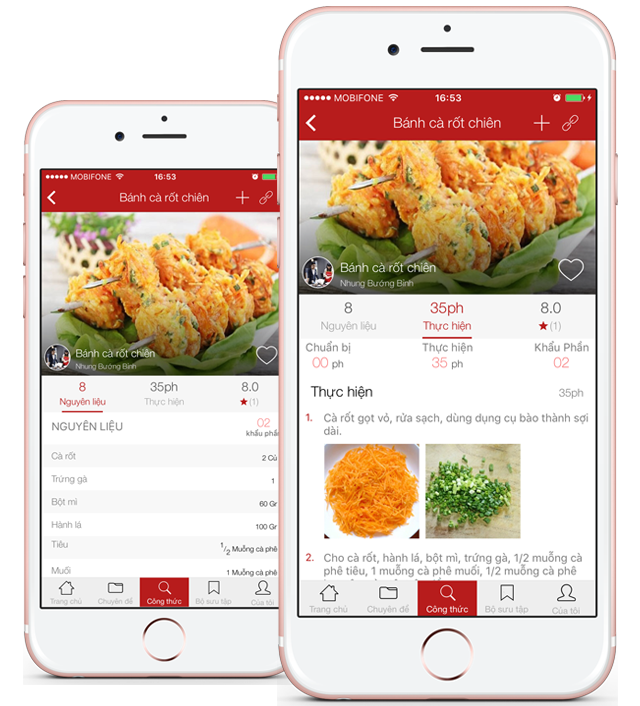 MOBIFONE 16:53
Bánh cà rốt chiên
Bánh cà rốt chiên
Nhung Bướng Bỉnh
8 35ph 8.0
Nguyên liệu Thực hiện (1)
NGUYÊN LIỆU 02
khẩu phần
Cà rốt 2 Củ
Trứng gà 1
Bột mì 60 Gr
Hành lá 100 Gr
Tiêu 1/2 Muỗng cà phê
Muối 1 Muỗng cà phê
Trang chủ Chuyên đề Công thức Bộ sưu tập Của tôi
MOBIFONE 16:53
Bánh cà rốt chiên
Bánh cà rốt chiên
Nhung Bướng Bỉnh
8 35ph 8.0
Nguyên liệu Thực hiện (1)
Chuẩn bị Thực hiện Khẩu Phần
00 ph 35 ph 02
Thực hiện 35ph
1. Cà rốt gọt vỏ, rửa sạch, dùng dụng cụ bào thành sợi
dài.
2. Cho cà rốt, hành lá, bột mì, trứng gà, 1/2 muỗng cà
phê tiêu, 1 muỗng cà phê muối, 1/2 muỗng cà phê
Trang chủ Chuyên đề Công thức Bộ sưu tập Của tôi